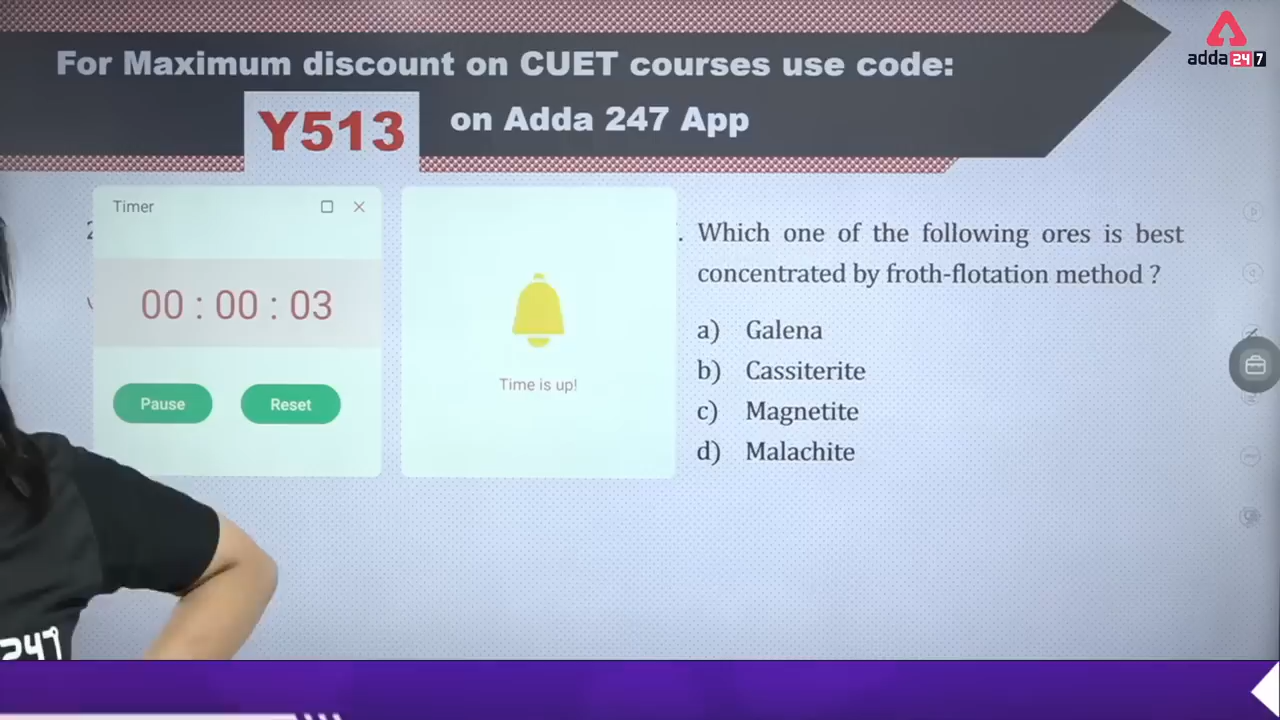 For Maximum discount on CUET courses use code:
Y513 on Adda 247 App
adda247
Timer
00 : 00 : 03
Pause
Reset
Time is up!
Which one of the following ores is best
concentrated by froth-flotation method ?
a) Galena
b) Cassiterite
c) Magnetite
d) Malachite
247